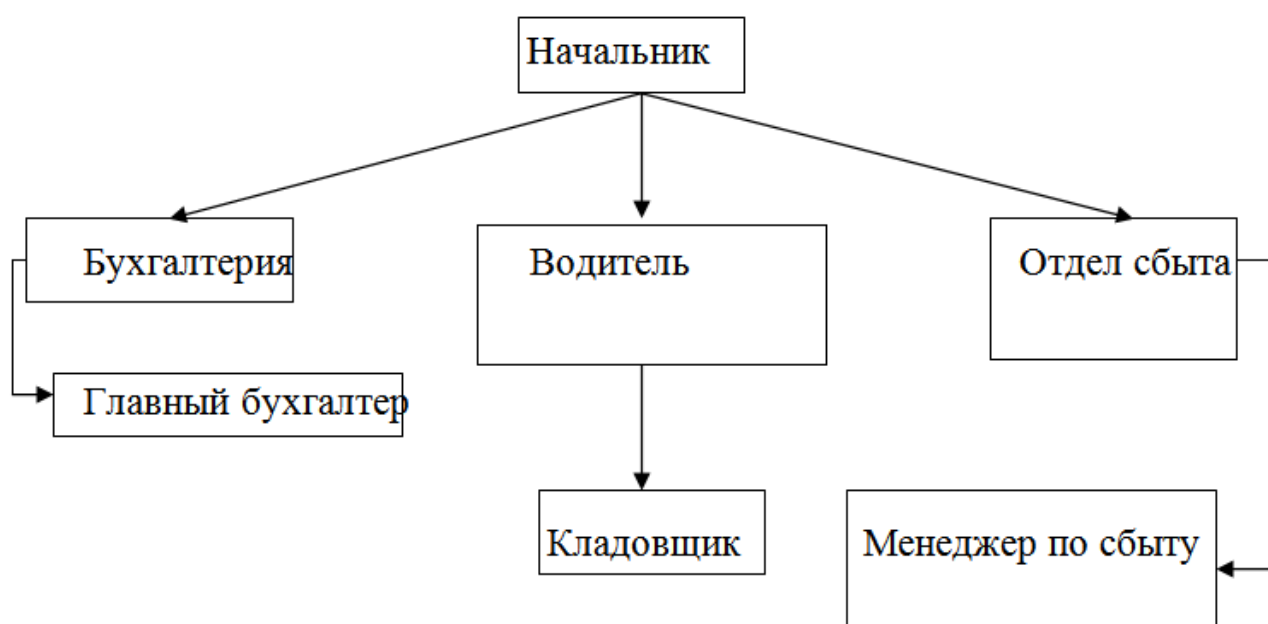 Начальник
Бухгалтерия
Водитель
Отдел сбыта
Главный бухгалтер
Кладовщик
Менеджер по сбыту